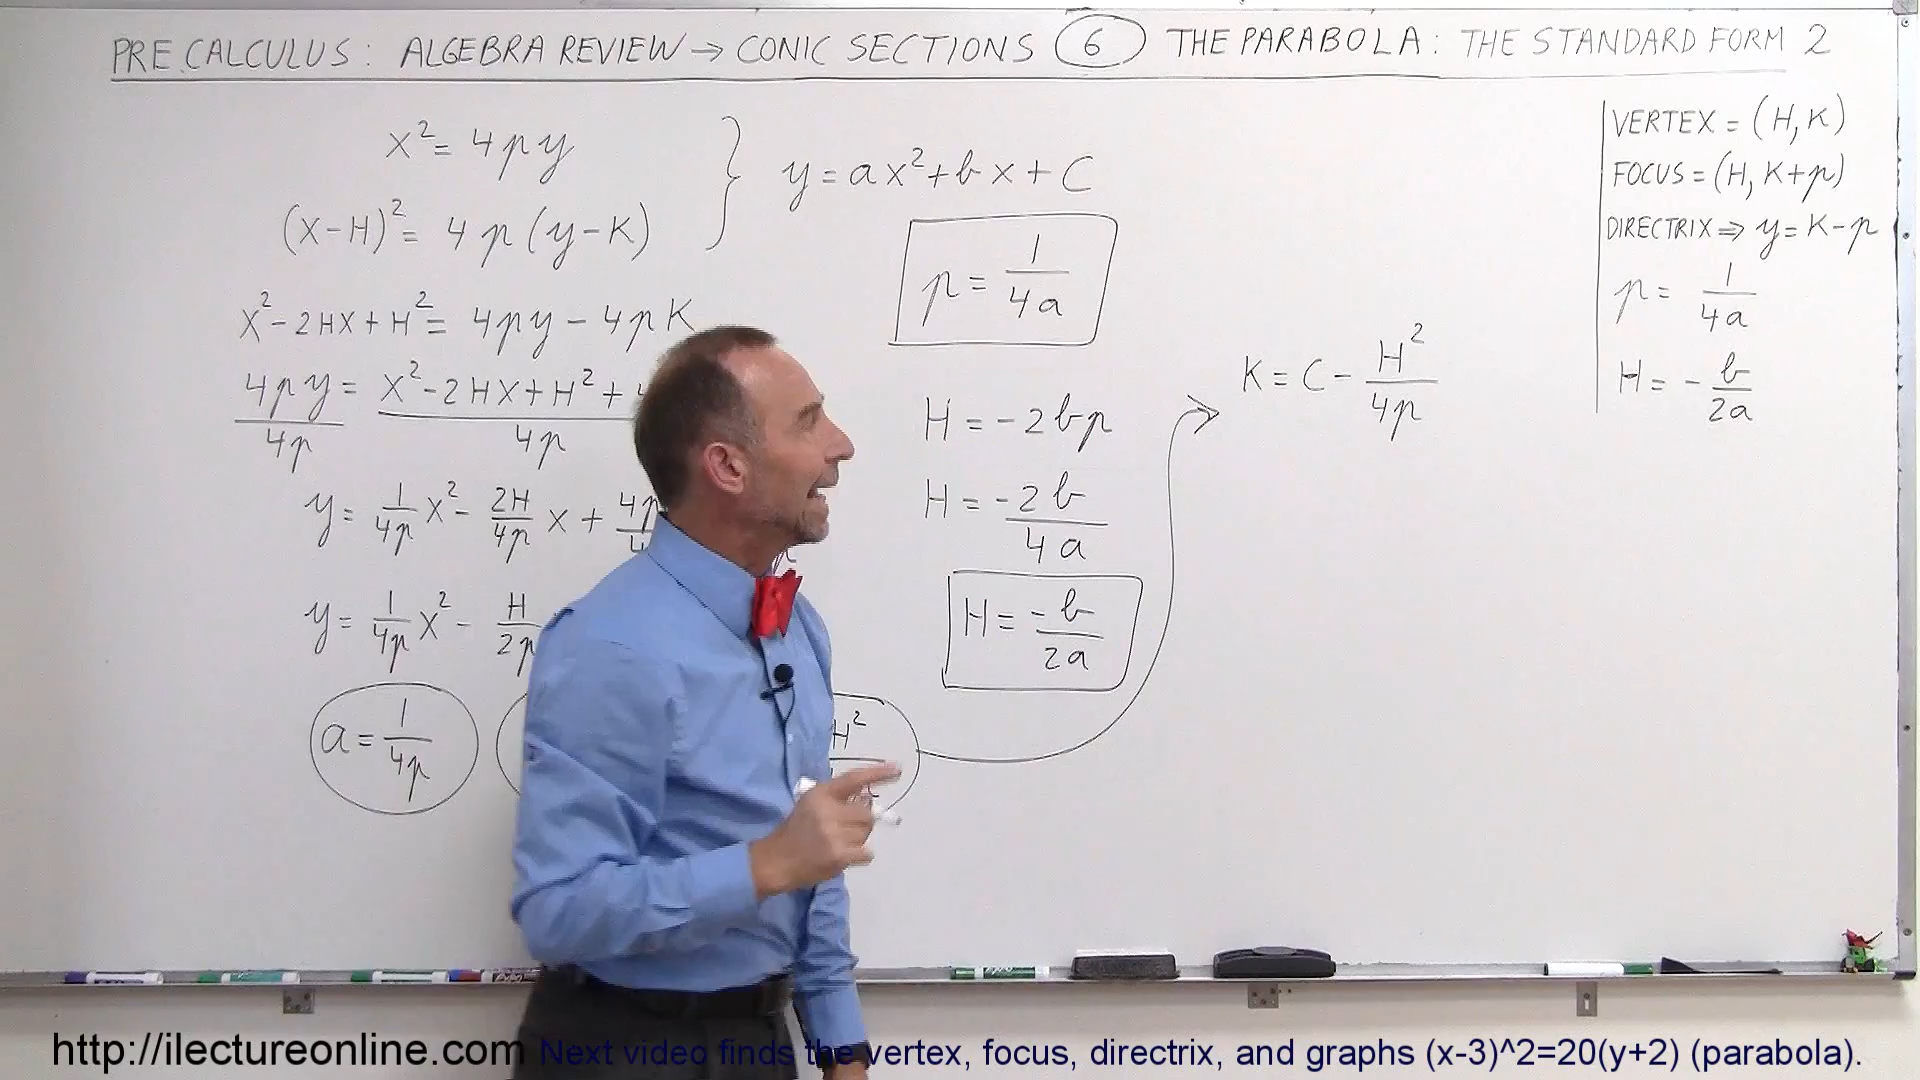 PRE CALCULUS: ALGEBRA REVIEW → CONIC SECTIONS 6 THE PARABOLA: THE STANDARD FORM 2
x² = 4py
(x-H)² = 4p(y-K)
x² - 2Hx + H² = 4py - 4pK
4py/4p = x² - 2Hx + H² + /4p
y = 1/4p x² - 2H/4p x +
y = 1/4p x² - H/2p
a = 1/4p
H²
y = ax² + bx + C
p = 1/4a
H = -2bp
H = -2b/4a
H = -b/2a
K = C - H²/4p
VERTEX = (H, K)
FOCUS = (H, K+p)
DIRECTRIX ⇒ y = K-p
p = 1/4a
H = - b/2a
http://ilectureonline.com Next video finds the vertex, focus, directrix, and graphs (x-3)^2=20(y+2) (parabola).